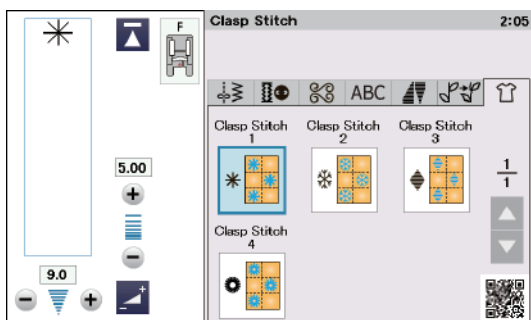 F
Clasp Stitch
2:05
ABC
Clasp Stitch
1
Clasp Stitch
2
Clasp Stitch
3
5.00
1
1
Clasp Stitch
4
9.0